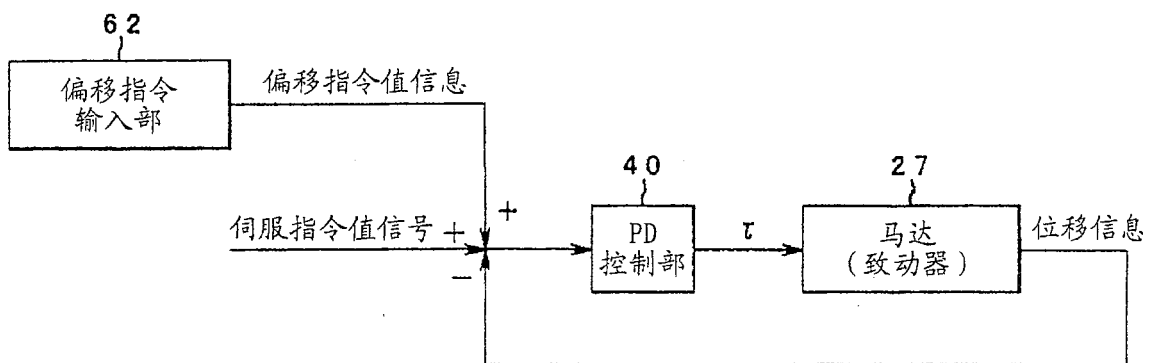 62
偏移指令
输入部
偏移指令值信息
+
伺服指令值信号
+
−
40
PD
控制部
τ
27
马达
(致动器)
位移信息